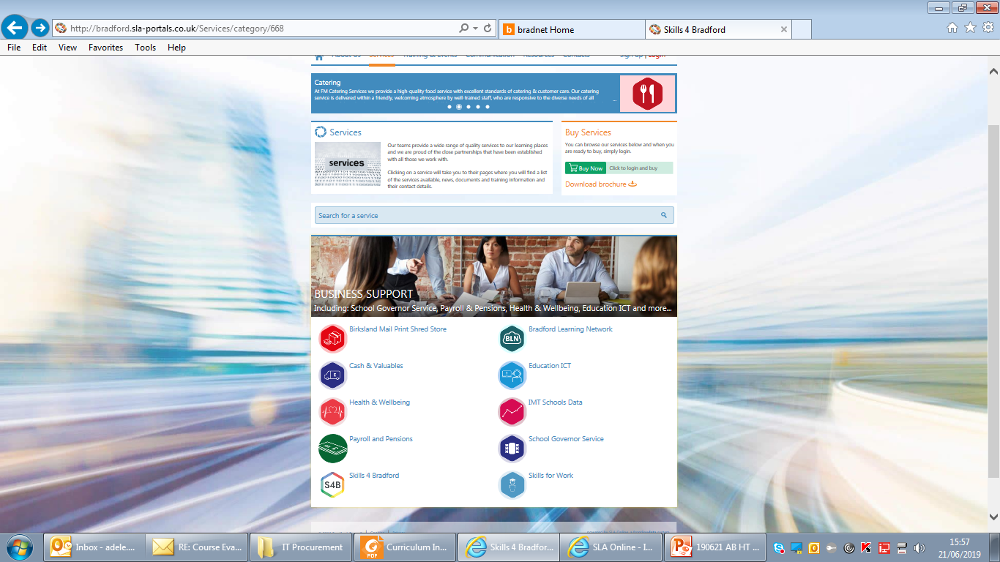 http://bradford.sla-portals.co.uk/Services/category/668
bradnet Home
Skills 4 Bradford
File Edit View Favorites Tools Help
About Us Services Training & Events Communication Resources Contacts
Sign up | Login
Catering
At FM Catering Services we provide a high-quality food service with excellent standards of catering & customer care. Our catering
service is delivered within a friendly, welcoming atmosphere by well-trained staff, who are responsive to the diverse needs of all ...
Services
services
Our teams provide a wide range of quality services to our learning places
and we are proud of the close partnerships that have been established
with all those we work with.
Clicking on a service will take you to their pages where you will find a list
of the services available, news, documents and training information and
their contact details.
Buy Services
You can browse our services below and when you
are ready to buy, simply login.
Buy Now Click to login and buy
Download brochure
Search for a service
BUSINESS SUPPORT
Including: School Governor Service, Payroll & Pensions, Health & Wellbeing, Education ICT and more...
Birksland Mail Print Shred Store
BLN Bradford Learning Network
Cash & Valuables
Education ICT
Health & Wellbeing
IMT Schools Data
Payroll and Pensions
School Governor Service
S4B Skills 4 Bradford
Skills for Work
Inbox - adele....
RE: Course Eva...
IT Procurement
PDF Curriculum In...
Skills 4 Bradfor...
SLA Online - I...
190621 AB HT ...
15:57
21/06/2019